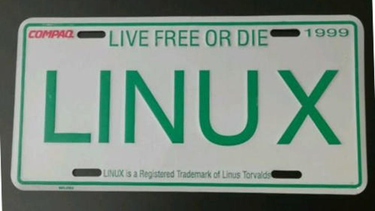 COMPAQ LIVE FREE OR DIE 1999
LINUX
LINUX is a Registered Trademark of Linus Torvalds